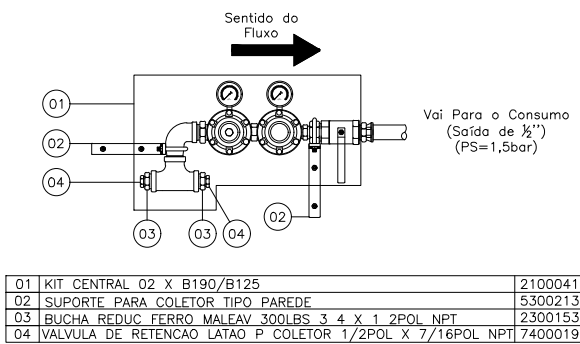 Sentido do
Fluxo
01
02
04
03
03
04
02
Vai Para o Consumo
(Saída de ½")
(PS=1,5bar)
01 KIT CENTRAL 02 X B190/B125 2100041
02 SUPORTE PARA COLETOR TIPO PAREDE 5300213
03 BUCHA REDUC FERRO MALEAV 300LBS 3 4 X 1 2POL NPT 2300153
04 VALVULA DE RETENCAO LATAO P COLETOR 1/2POL X 7/16POL NPT 7400019